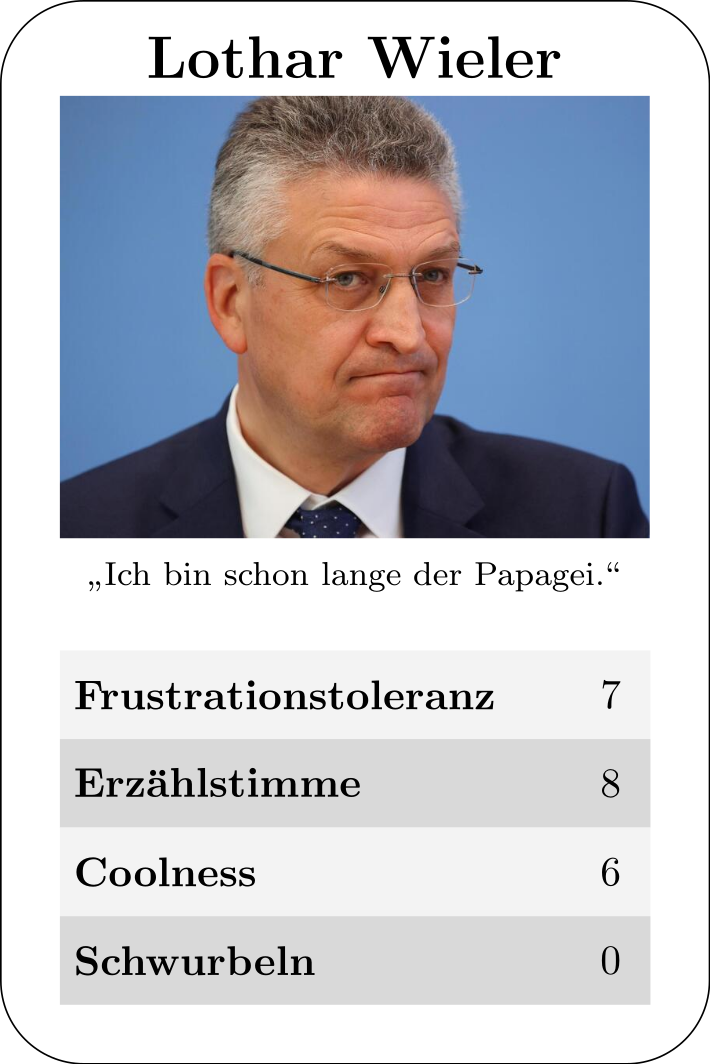 Lothar Wieler
„Ich bin schon lange der Papagei.“
Frustrationstoleranz 7
Erzählstimme 8
Coolness 6
Schwurbeln 0